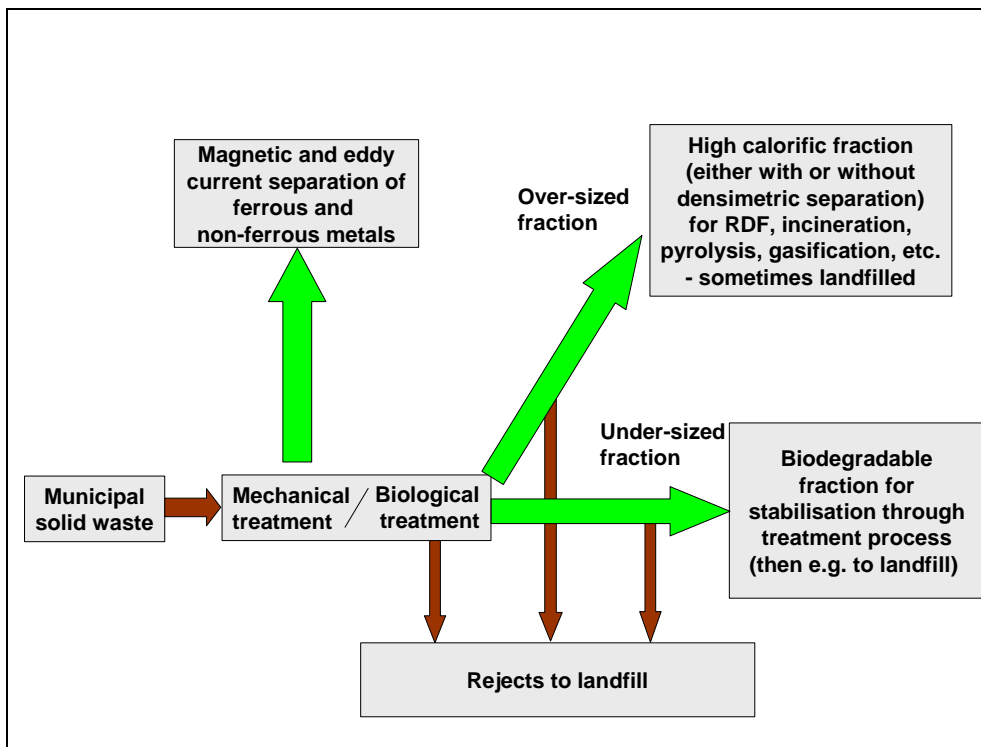 Magnetic and eddy
current separation of
ferrous and
non-ferrous metals
Over-sized
fraction
High calorific fraction
(either with or without
densimetric separation)
for RDF, incineration,
pyrolysis, gasification, etc.
- sometimes landfilled
Under-sized
fraction
Municipal
solid waste
Mechanical
treatment
/
Biological
treatment
Biodegradable
fraction for
stabilisation through
treatment process
(then e.g. to landfill)
Rejects to landfill